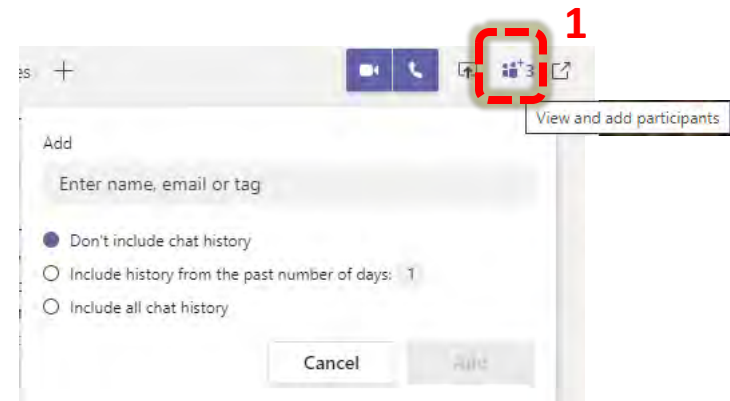 1
es +
3
View and add participants
Add
Enter name, email or tag
Don't include chat history
Include history from the past number of days: 1
Include all chat history
Cancel
Add